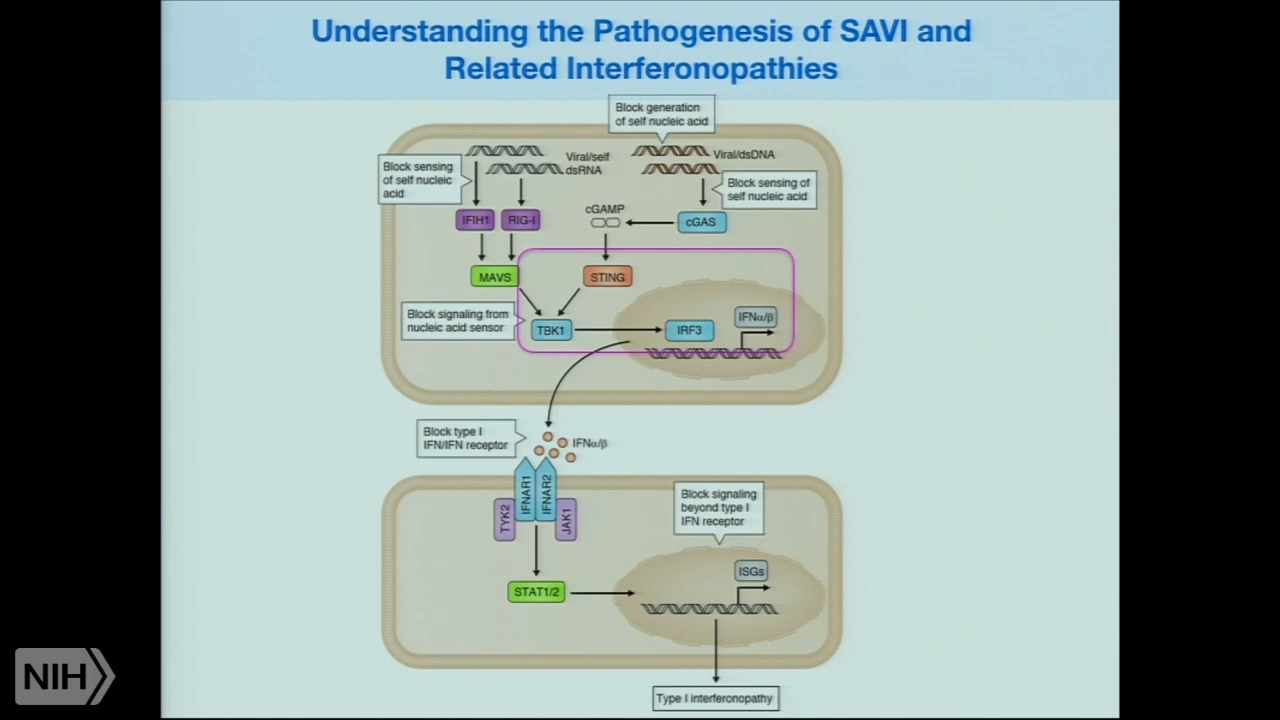 Understanding the Pathogenesis of SAVI and
Related Interferonopathies
Block generation
of self nucleic acid
Viral/self
dsRNA
Viral/dsDNA
Block sensing
of self nucleic
acid
Block sensing of
self nucleic acid
IFIH1
RIG-I
cGAMP
cGAS
MAVS
STING
Block signaling from
nucleic acid sensor
TBK1
IRF3
IFNα/β
Block type I
IFN/IFN receptor
IFNα/β
TYK2
IFNAR1
IFNAR2
JAK1
Block signaling
beyond type I
IFN receptor
STAT1/2
ISGs
Type I interferonopathy
NIH